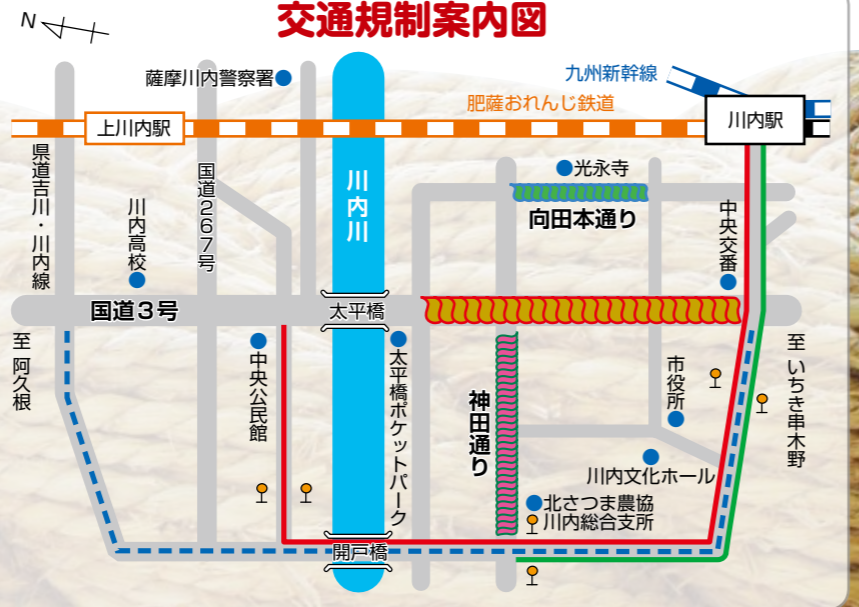 交通規制案内図
N
薩摩川内警察署
九州新幹線
肥薩おれんじ鉄道
上川内駅
川内駅
県道吉川・川内線
川内高校
国道267号
川内川
光永寺
向田本通り
中央交番
国道3号
太平橋
至 阿久根
中央公民館
太平橋ポケットパーク
神田通り
市役所
至 いちき串木野
川内文化ホール
北さつま農協
川内総合支所
開戸橋